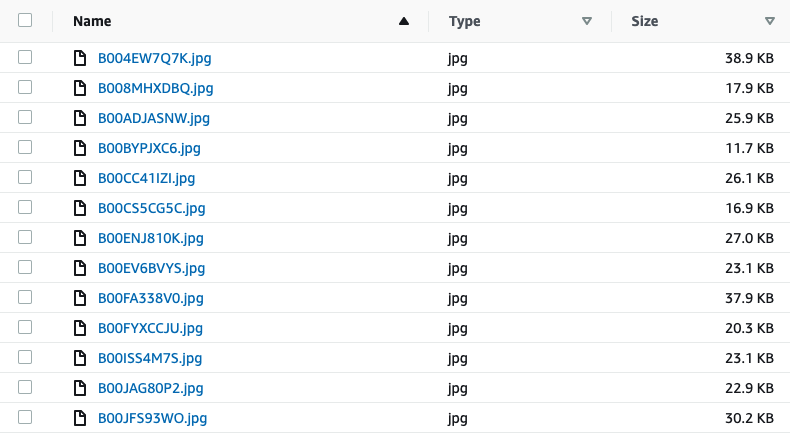 Name Type Size
B004EW7Q7K.jpg jpg 38.9 KB
B008MHXDBQ.jpg jpg 17.9 KB
B00ADJASNW.jpg jpg 25.9 KB
B00BYPJXC6.jpg jpg 11.7 KB
B00CC41IZI.jpg jpg 26.1 KB
B00CS5CG5C.jpg jpg 16.9 KB
B00ENJ810K.jpg jpg 27.0 KB
B00EV6BVYS.jpg jpg 23.1 KB
B00FA338V0.jpg jpg 37.9 KB
B00FYXCCJU.jpg jpg 20.3 KB
B00ISS4M7S.jpg jpg 23.1 KB
B00JAG80P2.jpg jpg 22.9 KB
B00JFS93WO.jpg jpg 30.2 KB